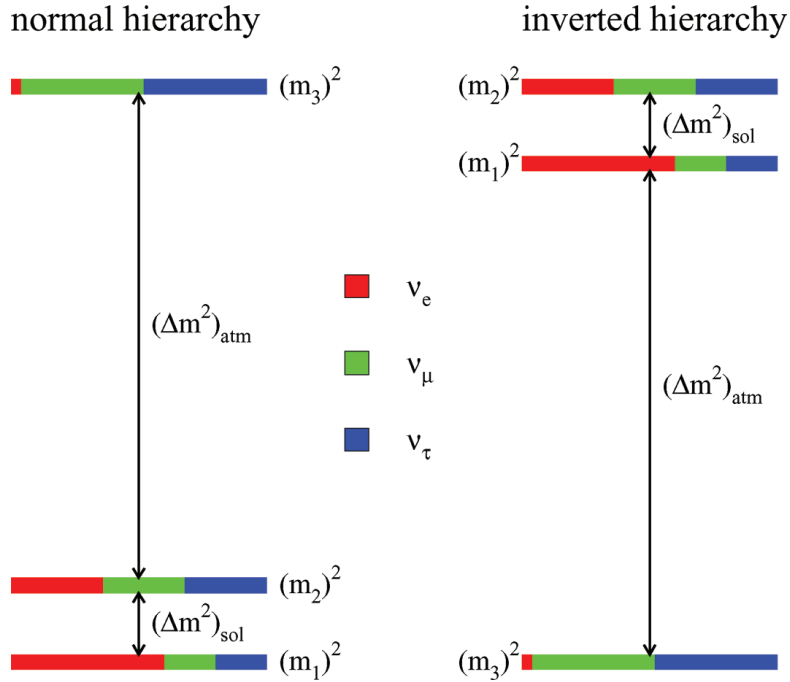 normal hierarchy
(m₃)²
(Δm²)atm
(m₂)²
(Δm²)sol
(m₁)²
νe
νμ
ντ
inverted hierarchy
(m₂)²
(Δm²)sol
(m₁)²
(Δm²)atm
(m₃)²